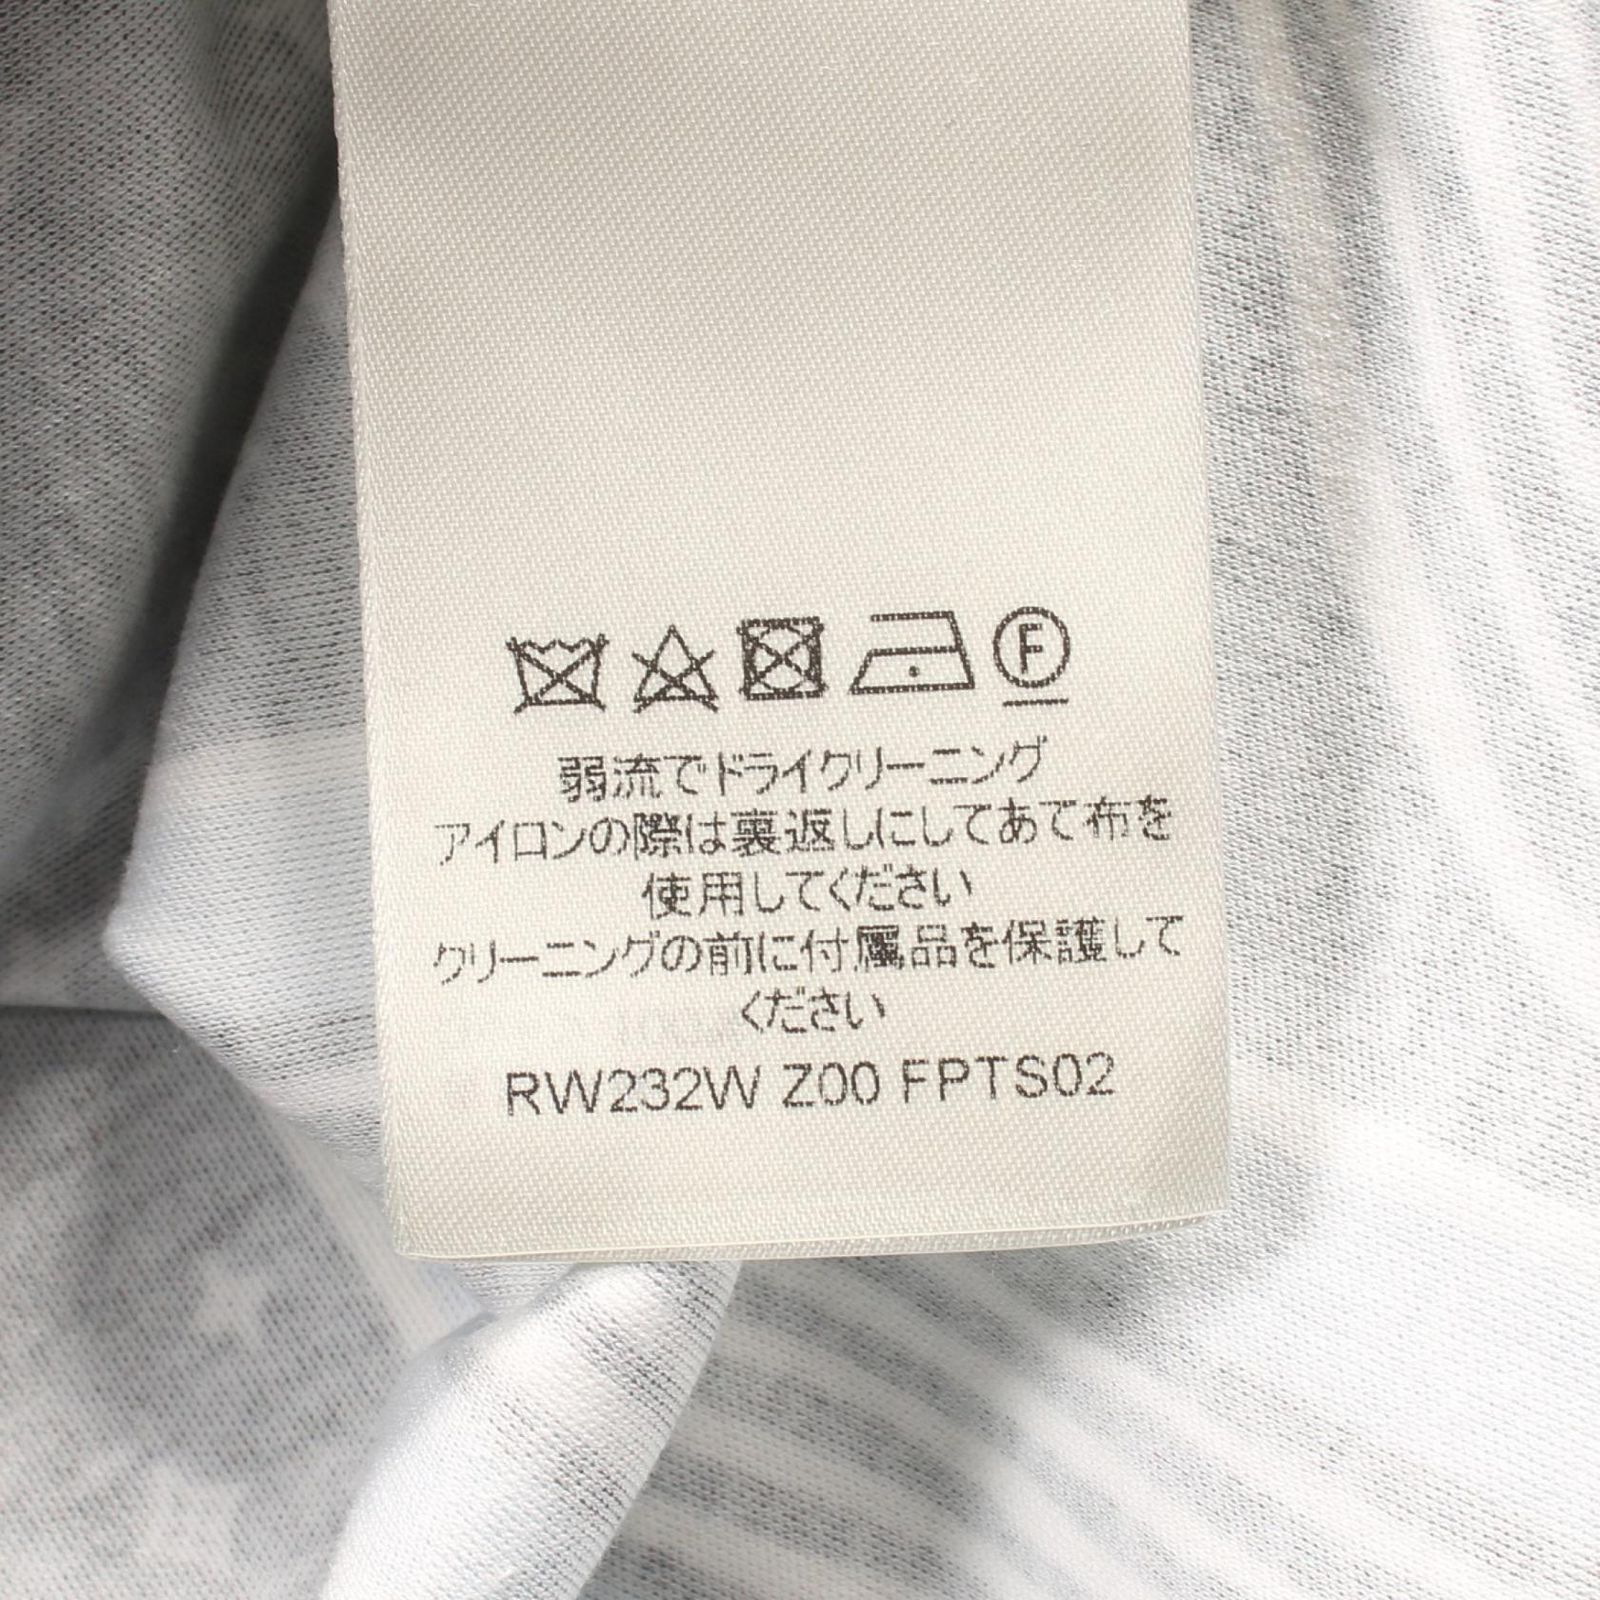 F
弱流でドライクリーニング
アイロンの際は裏返しにしてあて布を
使用してください
クリーニングの前に付属品を保護して
ください
RW232W Z00 FPTS02